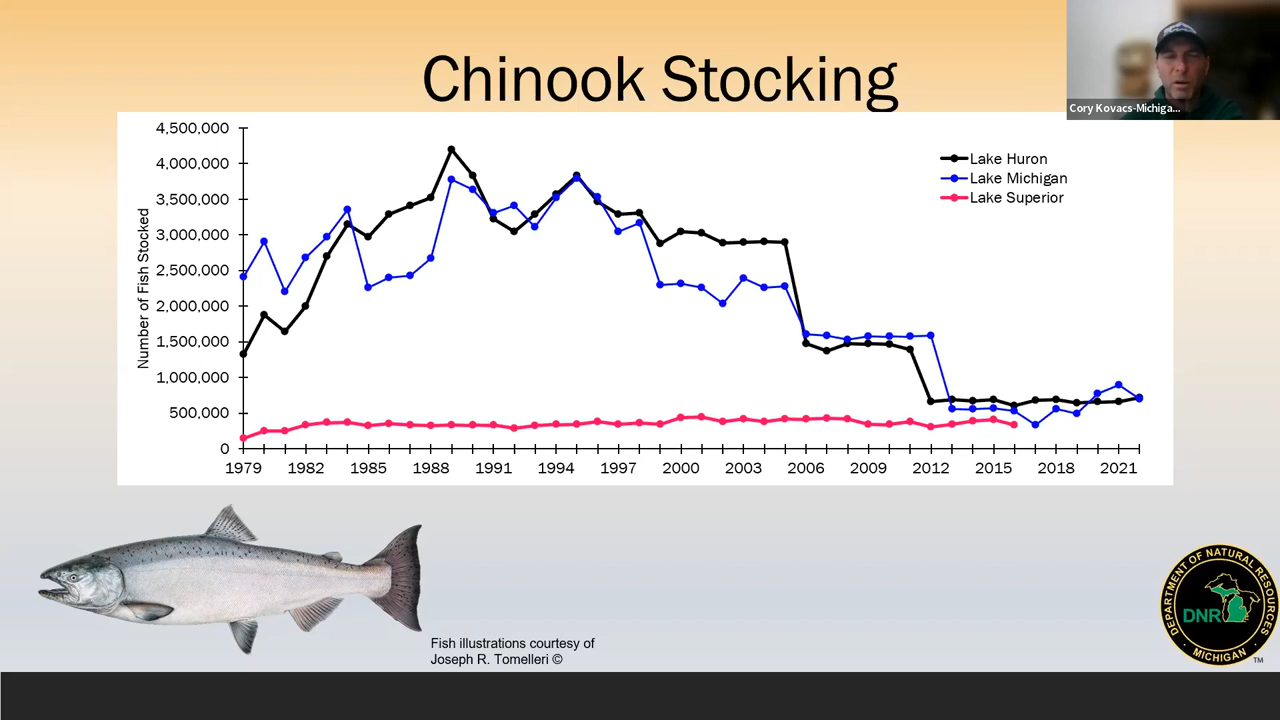 Chinook Stocking
Cory Kovacs-Michiga...
4,500,000
4,000,000
3,500,000
3,000,000
2,500,000
2,000,000
1,500,000
1,000,000
500,000
0
Number of Fish Stocked
Lake Huron
Lake Michigan
Lake Superior
1979 1982 1985 1988 1991 1994 1997 2000 2003 2006 2009 2012 2015 2018 2021
Fish illustrations courtesy of
Joseph R. Tomelleri ©
DEPARTMENT OF NATURAL RESOURCES
DNR
MICHIGAN
TM